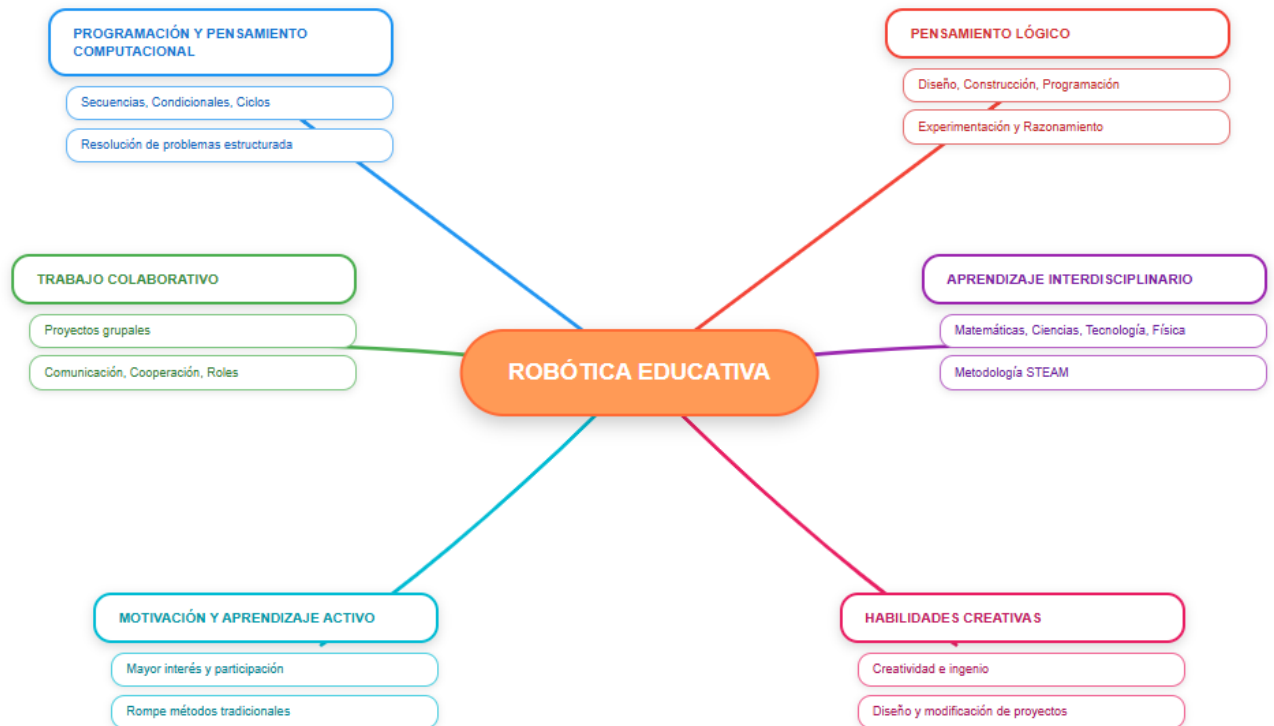 PROGRAMACIÓN Y PENSAMIENTO
COMPUTACIONAL
Secuencias, Condicionales, Ciclos
Resolución de problemas estructurada
PENSAMIENTO LÓGICO
Diseño, Construcción, Programación
Experimentación y Razonamiento
TRABAJO COLABORATIVO
Proyectos grupales
Comunicación, Cooperación, Roles
ROBÓTICA EDUCATIVA
APRENDIZAJE INTERDISCIPLINARIO
Matemáticas, Ciencias, Tecnología, Física
Metodología STEAM
MOTIVACIÓN Y APRENDIZAJE ACTIVO
Mayor interés y participación
Rompe métodos tradicionales
HABILIDADES CREATIVAS
Creatividad e ingenio
Diseño y modificación de proyectos